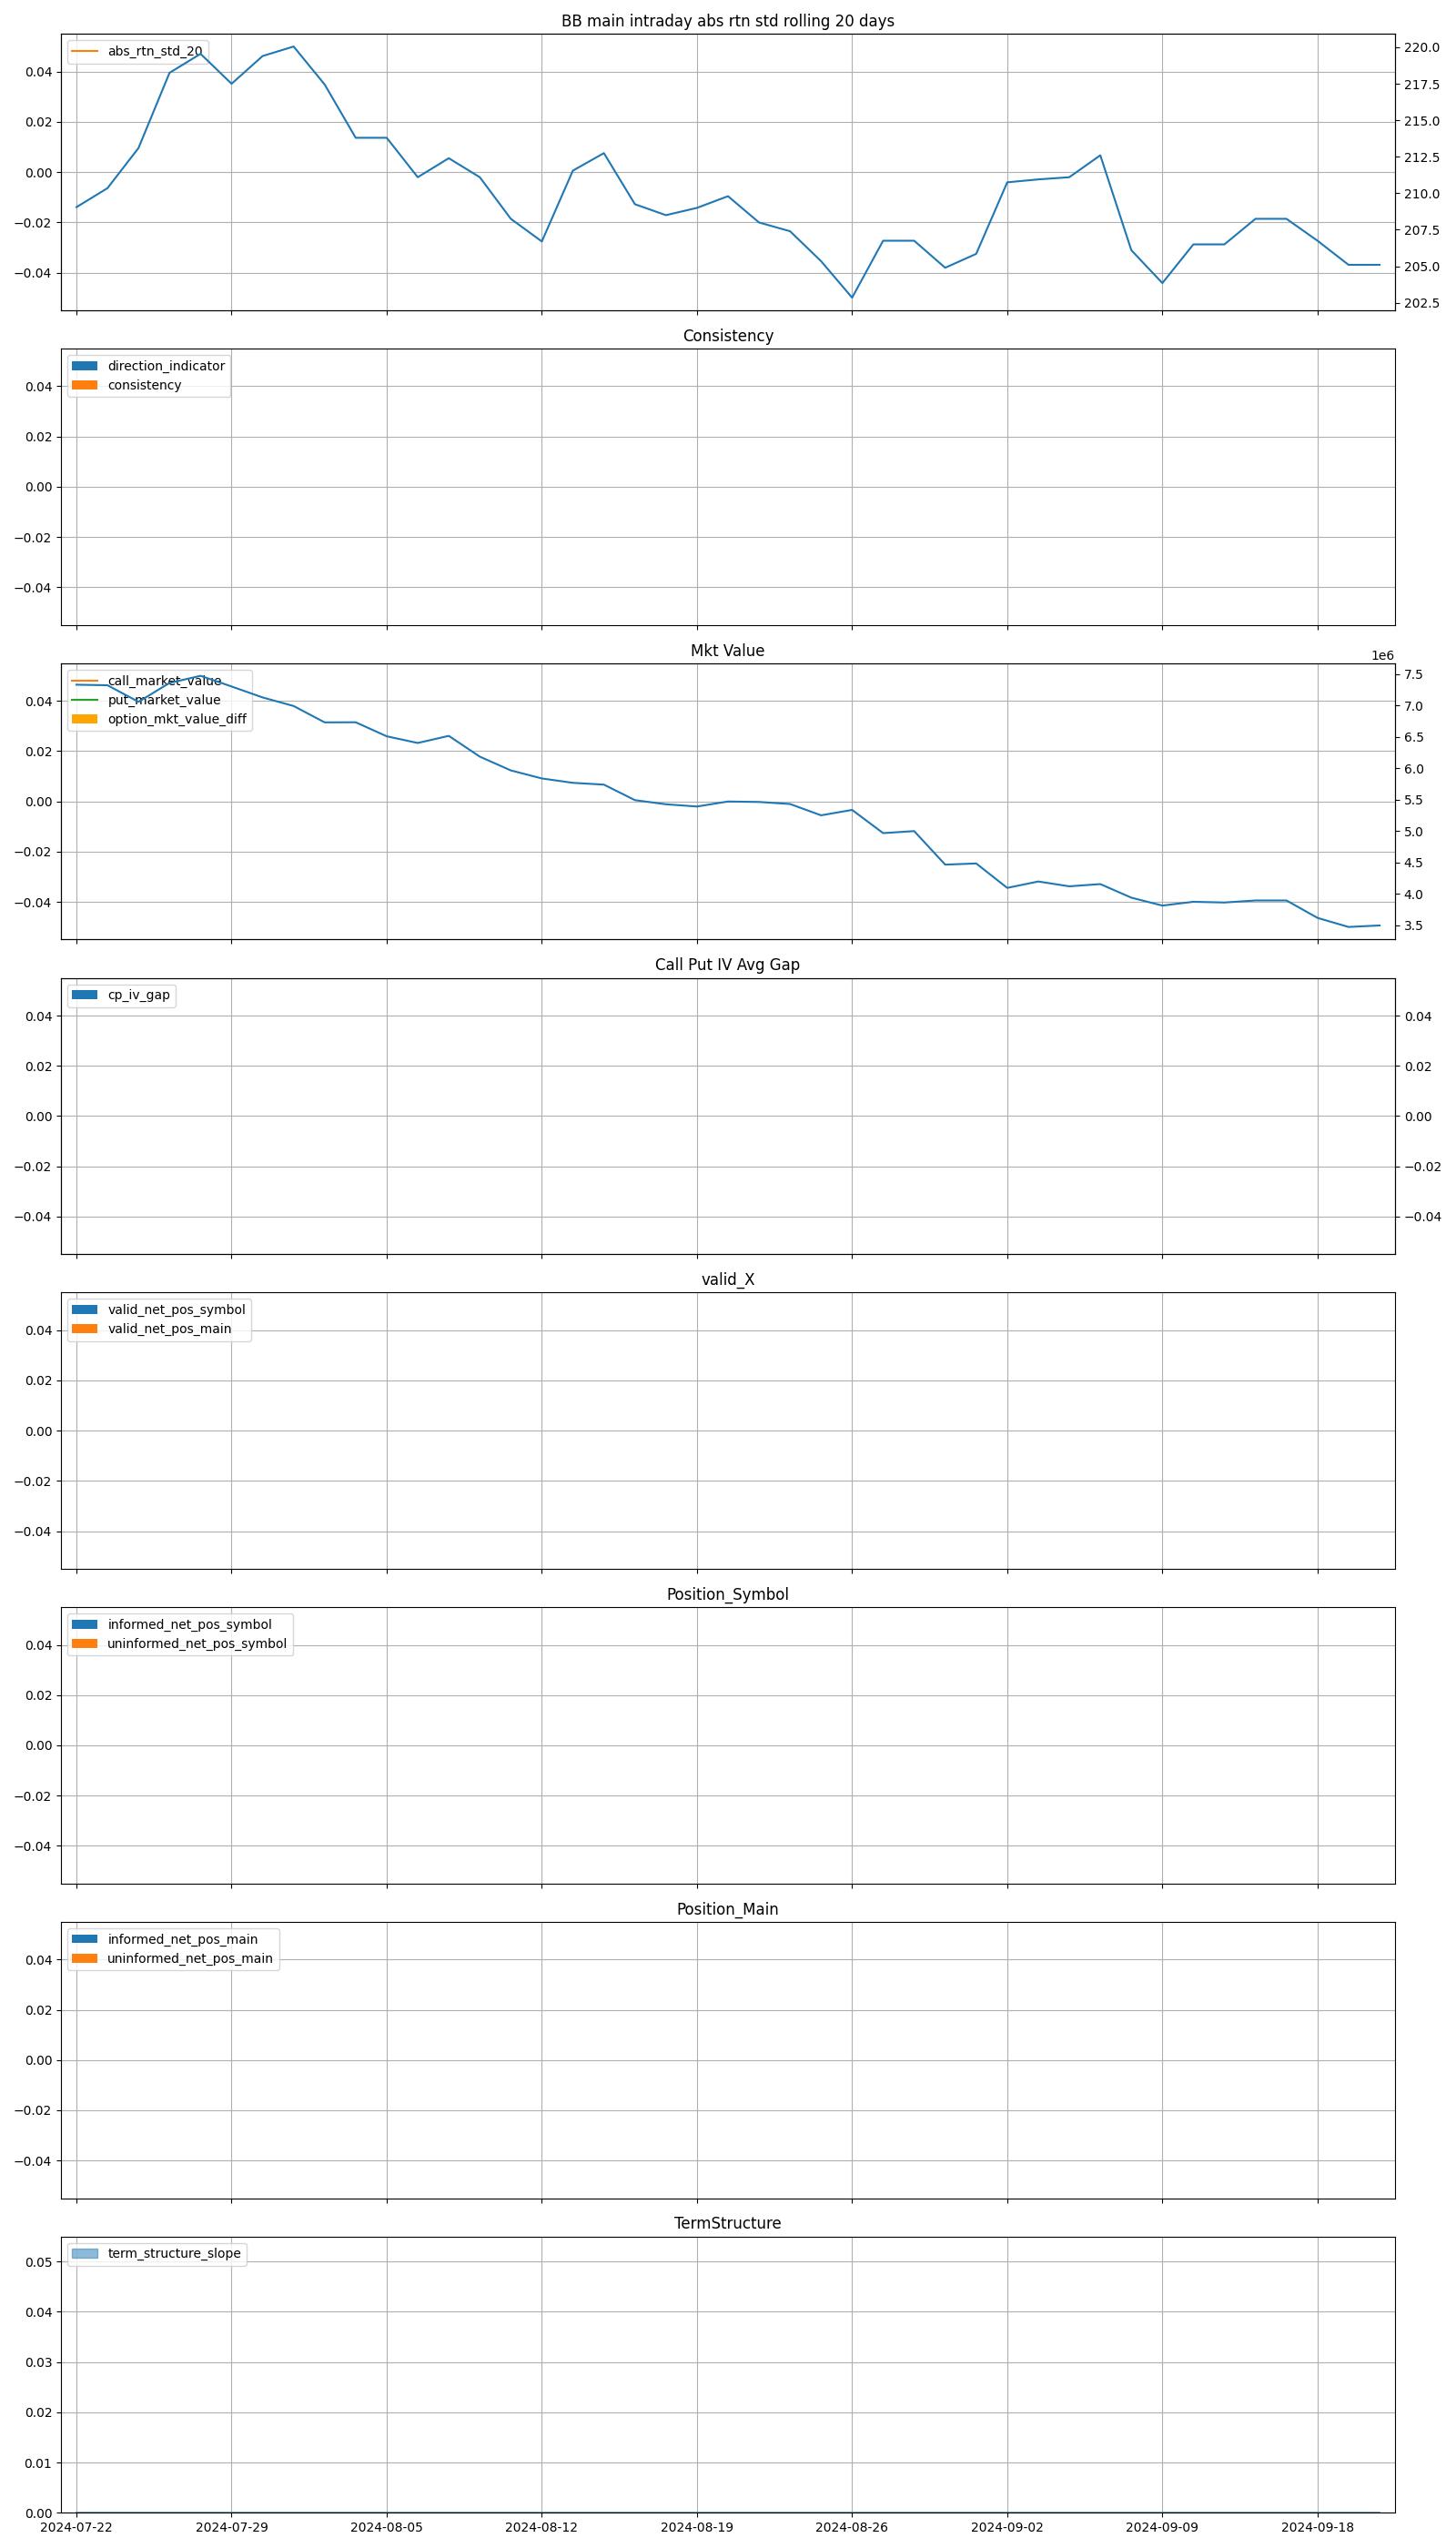 BB main intraday abs rtn std rolling 20 days
abs_rtn_std_20
0.04
0.02
0.00
−0.02
−0.04
220.0
217.5
215.0
212.5
210.0
207.5
205.0
202.5
Consistency
direction_indicator
consistency
0.04
0.02
0.00
−0.02
−0.04
Mkt Value
1e6
call_market_value
put_market_value
option_mkt_value_diff
0.04
0.02
0.00
−0.02
−0.04
7.5
7.0
6.5
6.0
5.5
5.0
4.5
4.0
3.5
Call Put IV Avg Gap
cp_iv_gap
0.04
0.02
0.00
−0.02
−0.04
0.04
0.02
0.00
−0.02
−0.04
valid_X
valid_net_pos_symbol
valid_net_pos_main
0.04
0.02
0.00
−0.02
−0.04
Position_Symbol
informed_net_pos_symbol
uninformed_net_pos_symbol
0.04
0.02
0.00
−0.02
−0.04
Position_Main
informed_net_pos_main
uninformed_net_pos_main
0.04
0.02
0.00
−0.02
−0.04
TermStructure
term_structure_slope
0.05
0.04
0.03
0.02
0.01
0.00
2024-07-22 2024-07-29 2024-08-05 2024-08-12 2024-08-19 2024-08-26 2024-09-02 2024-09-09 2024-09-18